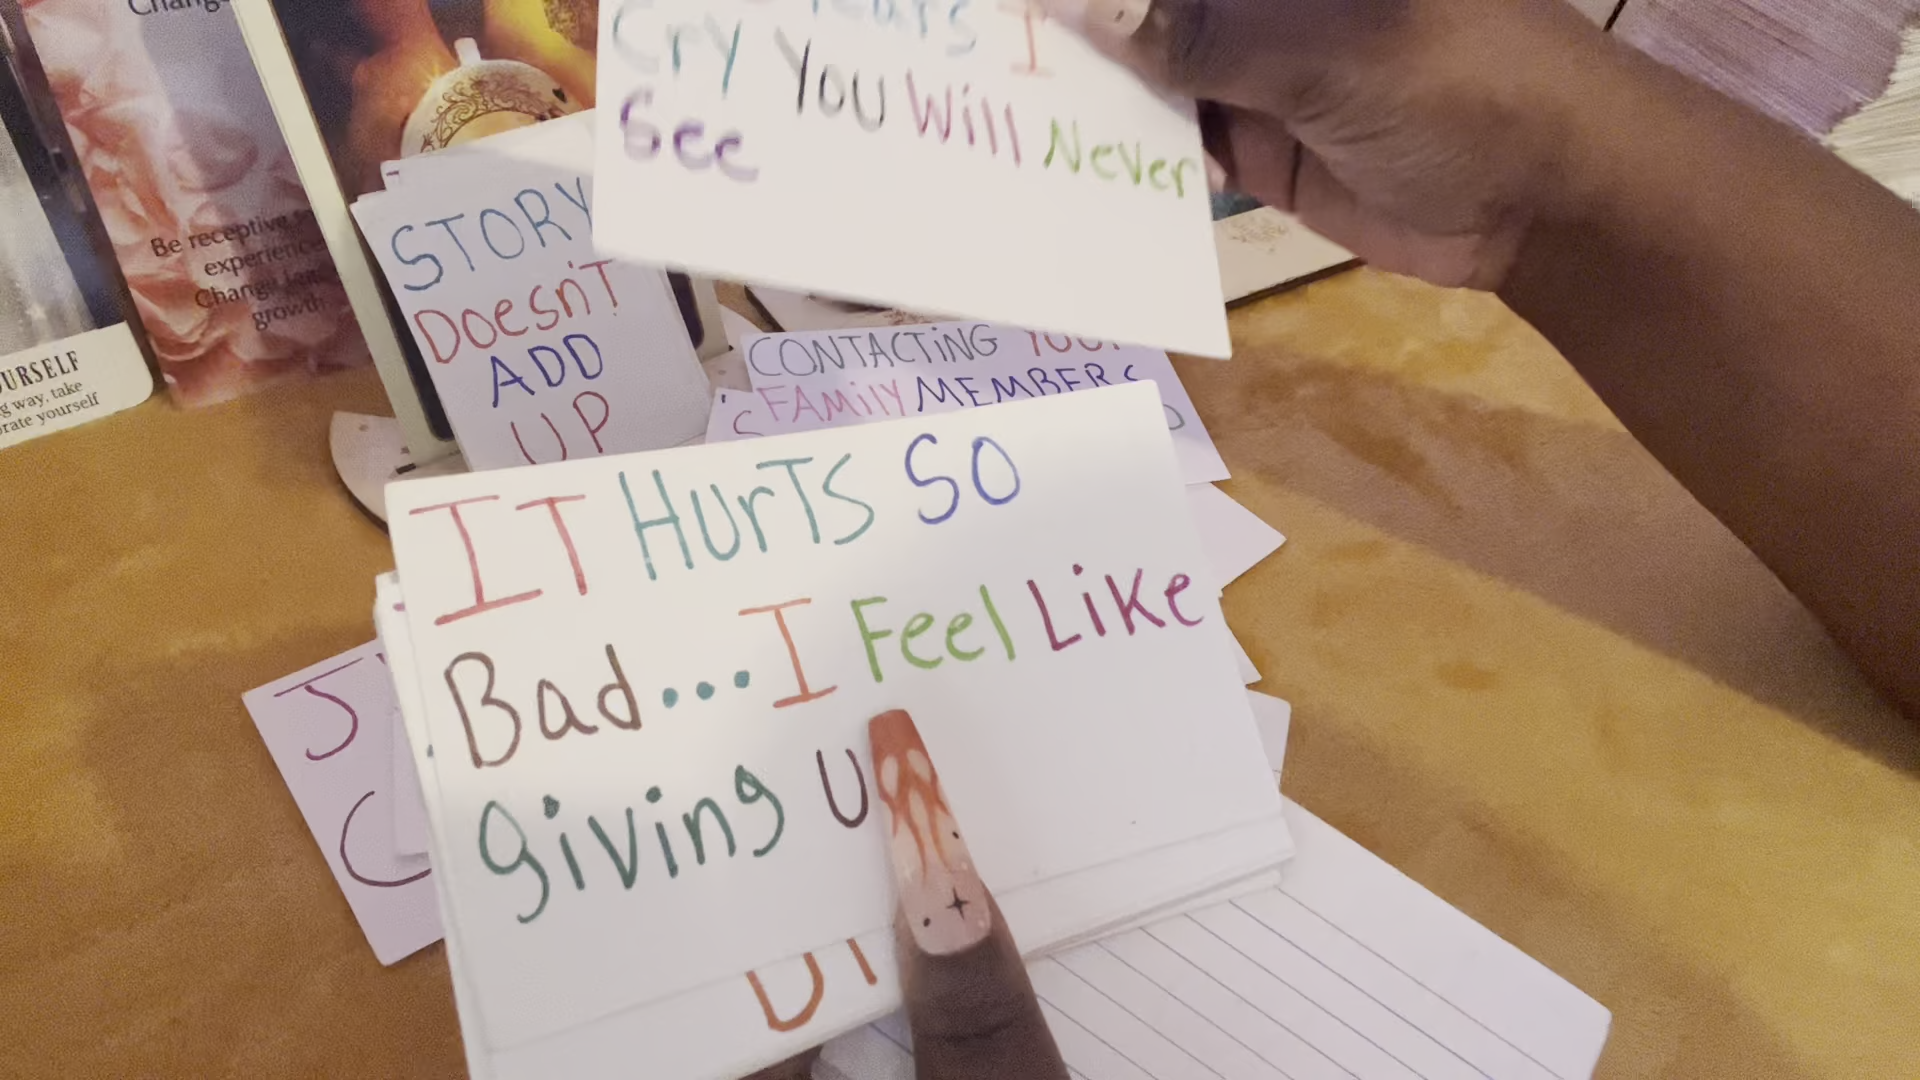 Cry You Will Never
See
Be receptive
experience
growth
URSELF
g way, take
rate yourself
STORY
Doesn't
ADD
UP
CONTACTING YOUR
FAMILY MEMBERS
IT HurTs SO
Bad...I Feel Like
giving U
J
C